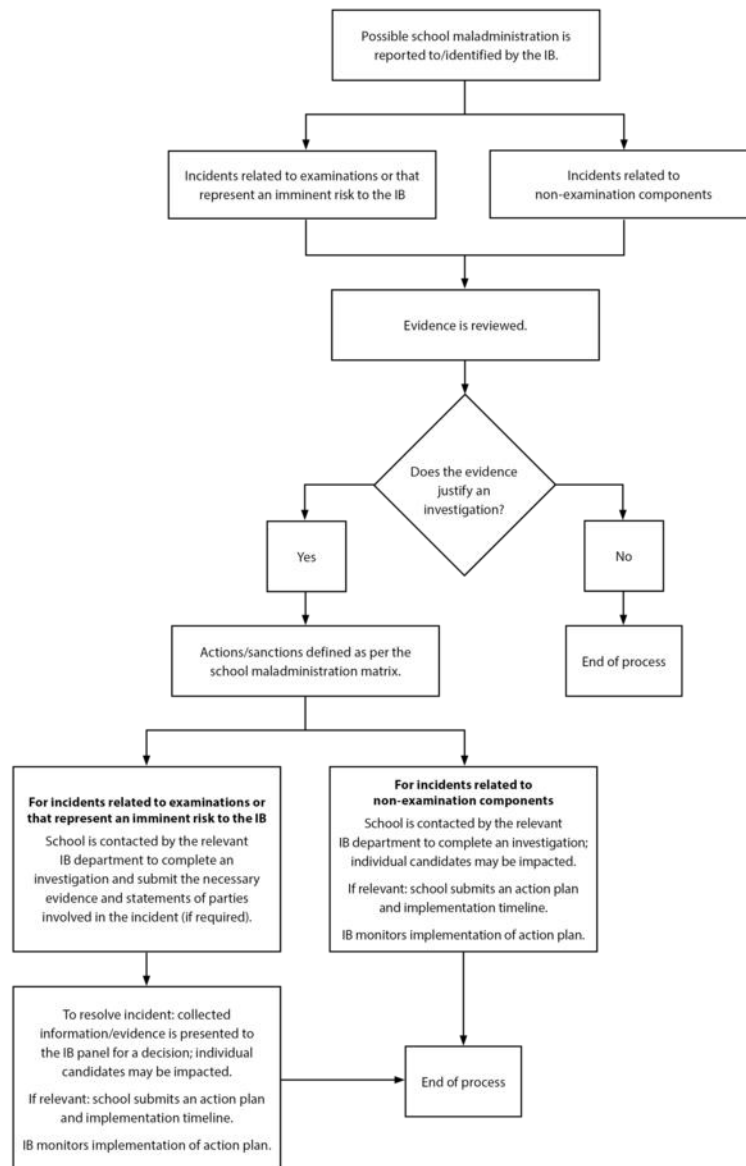 Possible school maladministration is
reported to/identified by the IB.
Incidents related to examinations or that
represent an imminent risk to the IB
Incidents related to
non-examination components
Evidence is reviewed.
Does the evidence
justify an
investigation?
Yes
No
Actions/sanctions defined as per the
school maladministration matrix.
End of process
For incidents related to examinations or
that represent an imminent risk to the IB
School is contacted by the relevant
IB department to complete an
investigation and submit the necessary
evidence and statements of parties
involved in the incident (if required).
For incidents related to
non-examination components
School is contacted by the relevant
IB department to complete an investigation;
individual candidates may be impacted.
If relevant: school submits an action plan
and implementation timeline.
IB monitors implementation of action plan.
To resolve incident: collected
information/evidence is presented to
the IB panel for a decision; individual
candidates may be impacted.
If relevant: school submits an action plan
and implementation timeline.
IB monitors implementation of action plan.
End of process